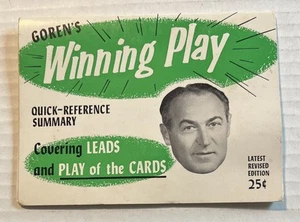 GOREN'S
Winning Play
QUICK-REFERENCE
SUMMARY
Covering LEADS
and PLAY of the CARDS
LATEST
REVISED
EDITION
25¢